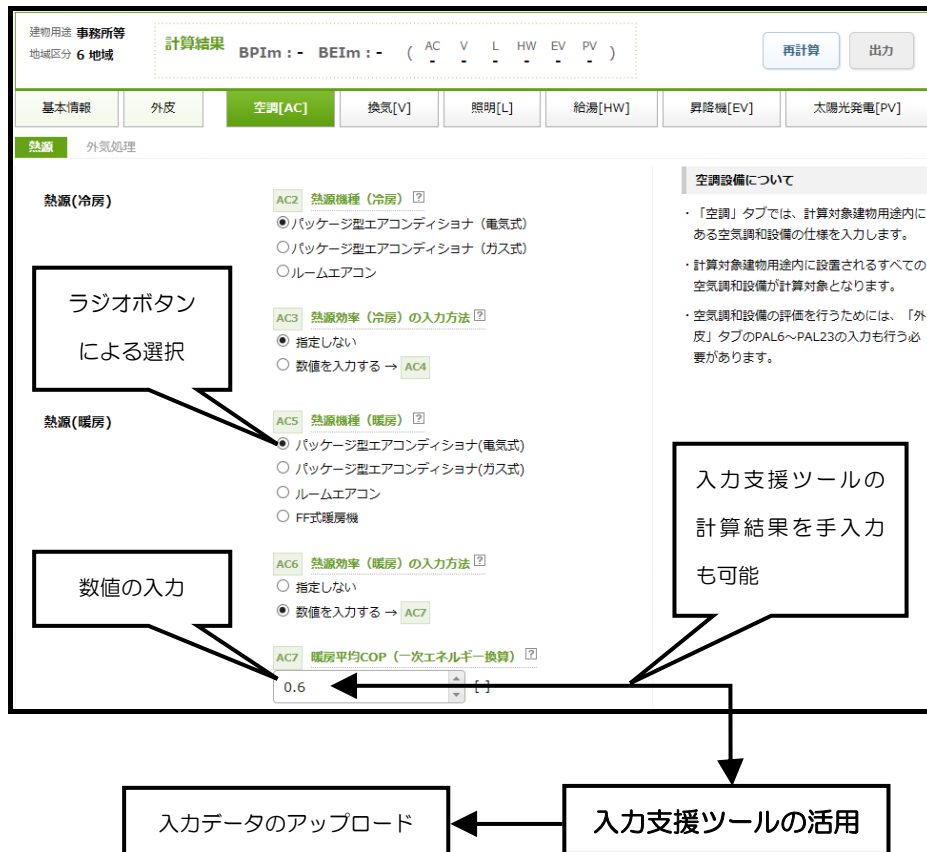 建物用途 事務所等
地域区分 6 地域
計算結果 BPIm : - BEIm : - ( AC V L HW EV PV )
- - - - - -
再計算 出力
基本情報 外皮 空調[AC] 換気[V] 照明[L] 給湯[HW] 昇降機[EV] 太陽光発電[PV]
熱源 外気処理
熱源(冷房)
AC2 熱源機種（冷房） ?
パッケージ型エアコンディショナ（電気式）
パッケージ型エアコンディショナ（ガス式）
ルームエアコン
AC3 熱源効率（冷房）の入力方法 ?
指定しない
数値を入力する → AC4
ラジオボタン
による選択
熱源(暖房)
AC5 熱源機種（暖房） ?
パッケージ型エアコンディショナ(電気式)
パッケージ型エアコンディショナ(ガス式)
ルームエアコン
FF式暖房機
AC6 熱源効率（暖房）の入力方法 ?
指定しない
数値を入力する → AC7
数値の入力
AC7 暖房平均COP（一次エネルギー換算） ?
0.6 [-]
空調設備について
・「空調」タブでは、計算対象建物用途内に
ある空気調和設備の仕様を入力します。
・計算対象建物用途内に設置されるすべての
空気調和設備が計算対象となります。
・空気調和設備の評価を行うためには、「外
皮」タブのPAL6～PAL23の入力も行う必
要があります。
入力支援ツールの
計算結果を手入力
も可能
入力データのアップロード
入力支援ツールの活用